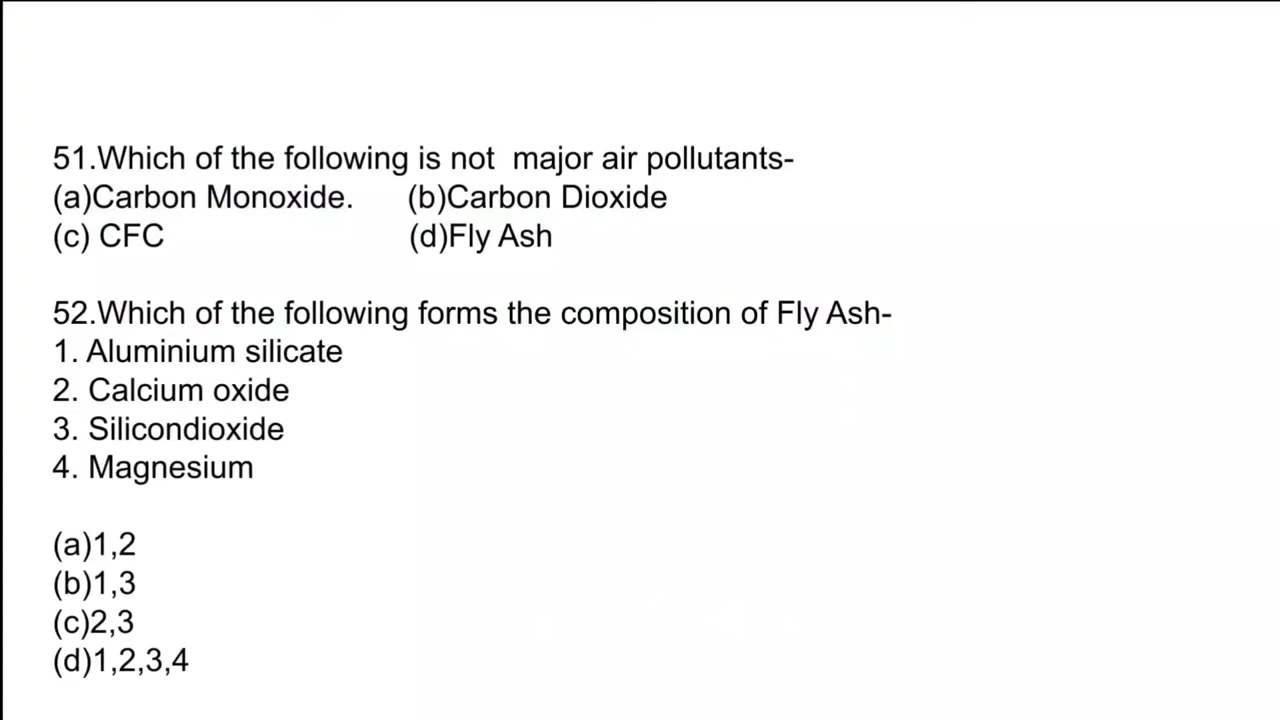 51.Which of the following is not  major air pollutants-
(a)Carbon Monoxide.      (b)Carbon Dioxide
(c) CFC                              (d)Fly Ash
52.Which of the following forms the composition of Fly Ash-
1. Aluminium silicate
2. Calcium oxide
3. Silicondioxide
4. Magnesium
(a)1,2
(b)1,3
(c)2,3
(d)1,2,3,4